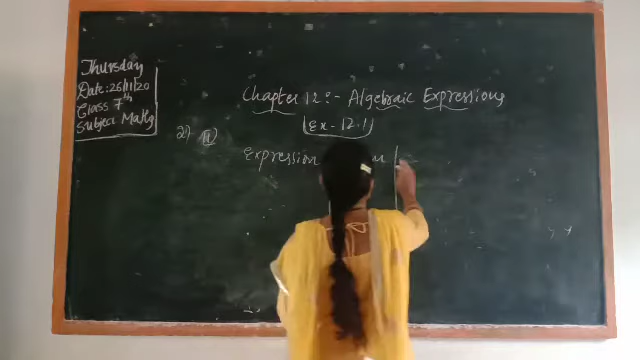 Thursday
Date: 26/11/20
Class 7th
Subject Maths
Chapter 12:- Algebraic Expressions
Ex - 12.1
2) ii)
Expression